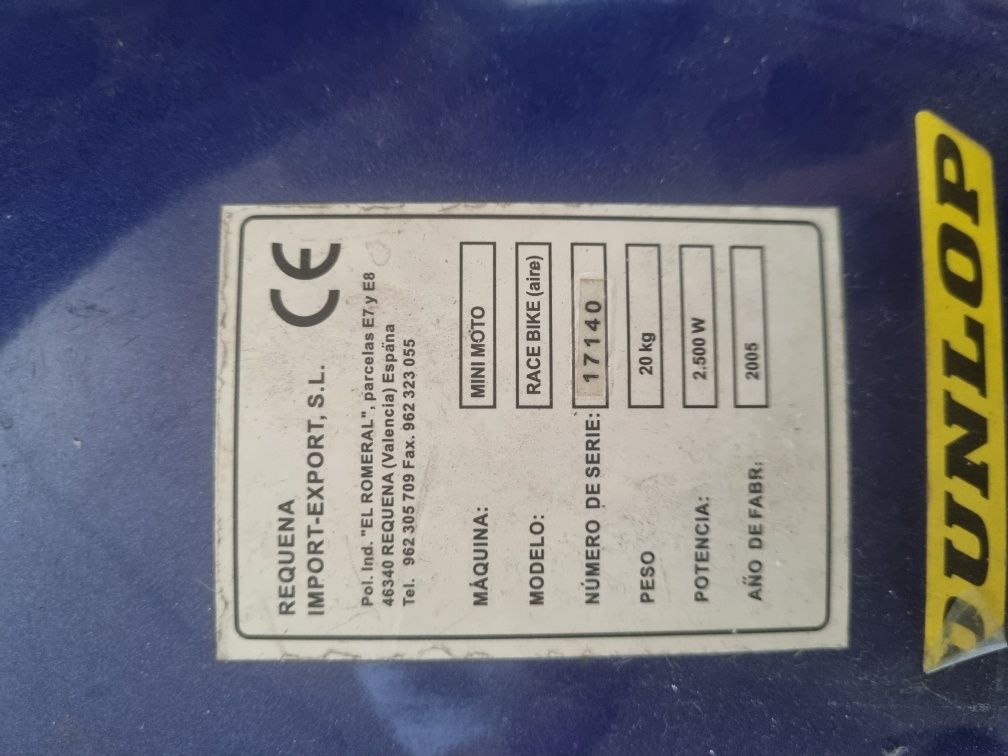 REQUENA
IMPORT-EXPORT, S.L.
CE
Pol. Ind. "EL ROMERAL", parcelas E7 y E8
46340 REQUENA (Valencia) Espäna
Tel. 962 305 709 Fax. 962 323 055
MÁQUINA: MINI MOTO
MODELO: RACE BIKE (aire)
NÚMERO DE SERIE: 17140
PESO 20 kg
POTENCIA: 2.500 W
AÑO DE FABR: 2005
DUNLOP